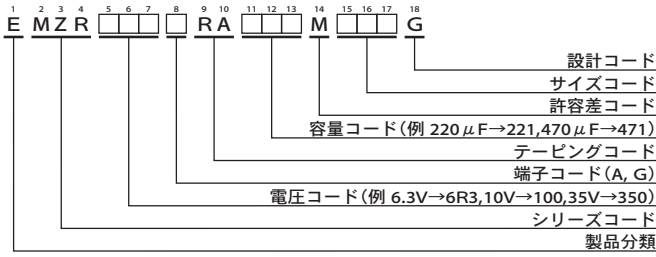 1 2 3 4 5 6 7 8 9 10 11 12 13 14 15 16 17 18
E MZR □□□ □ RA □□□ M □□□ G
設計コード
サイズコード
許容差コード
容量コード(例 220μF→221,470μF→471)
テーピングコード
端子コード(A, G)
電圧コード(例 6.3V→6R3,10V→100,35V→350)
シリーズコード
製品分類